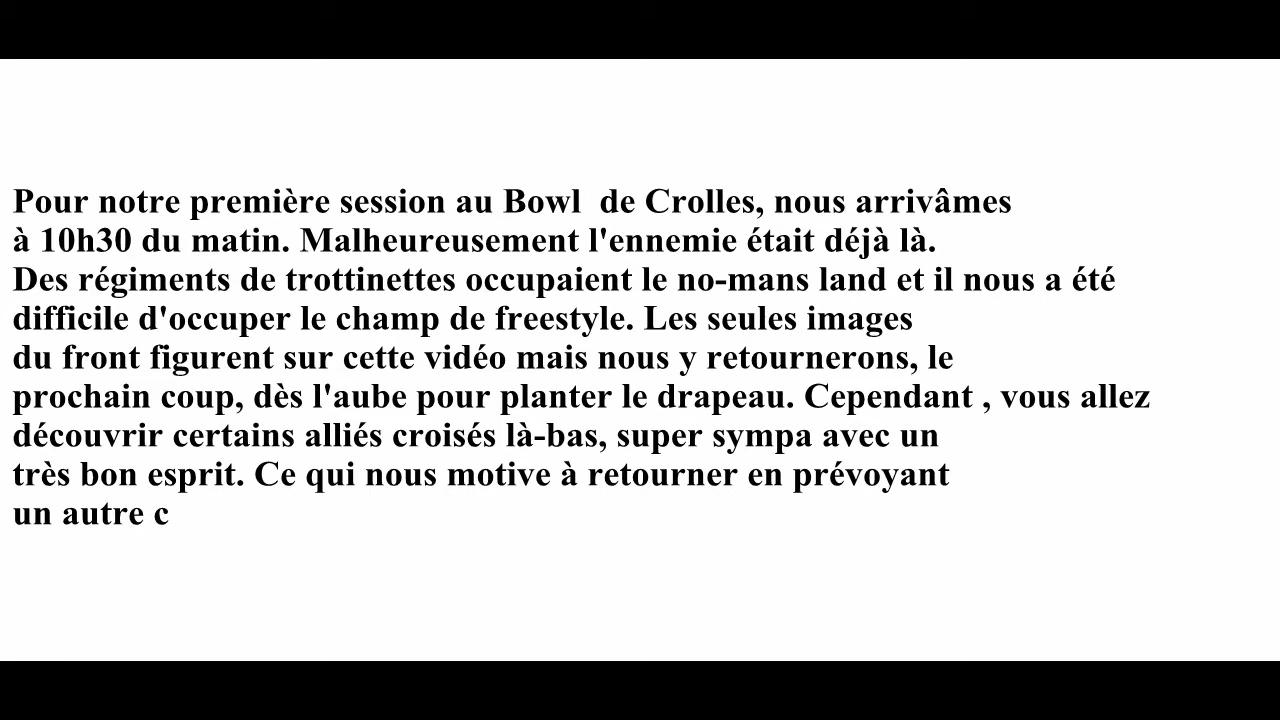 Pour notre première session au Bowl  de Crolles, nous arrivâmes
à 10h30 du matin. Malheureusement l'ennemie était déjà là.
Des régiments de trottinettes occupaient le no-mans land et il nous a été
difficile d'occuper le champ de freestyle. Les seules images
du front figurent sur cette vidéo mais nous y retournerons, le
prochain coup, dès l'aube pour planter le drapeau. Cependant , vous allez
découvrir certains alliés croisés là-bas, super sympa avec un
très bon esprit. Ce qui nous motive à retourner en prévoyant
un autre c